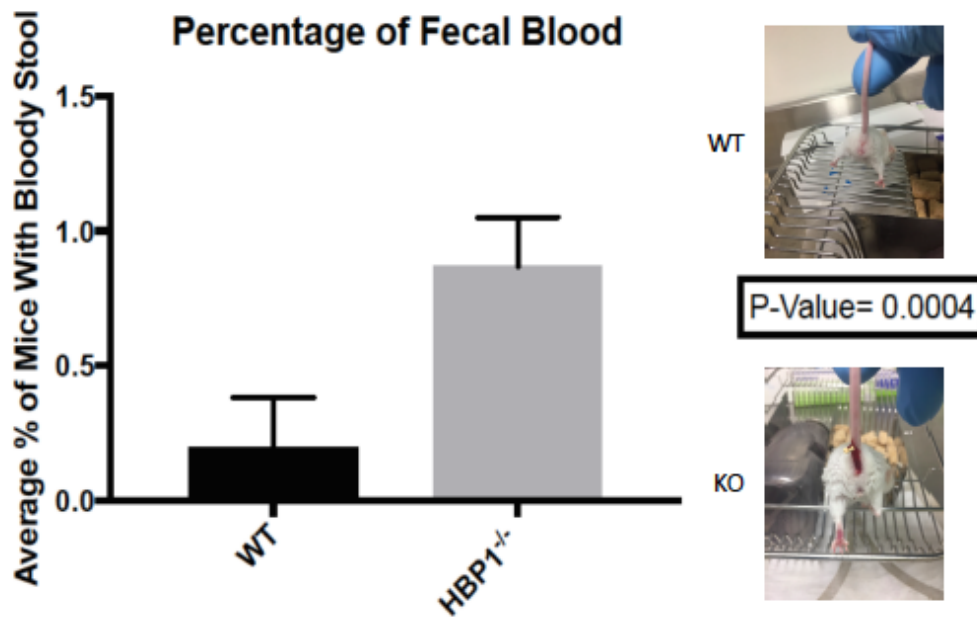 Percentage of Fecal Blood
Average % of Mice With Bloody Stool
1.5
1.0
0.5
0.0
WT
HBP1-/-
WT
P-Value= 0.0004
KO